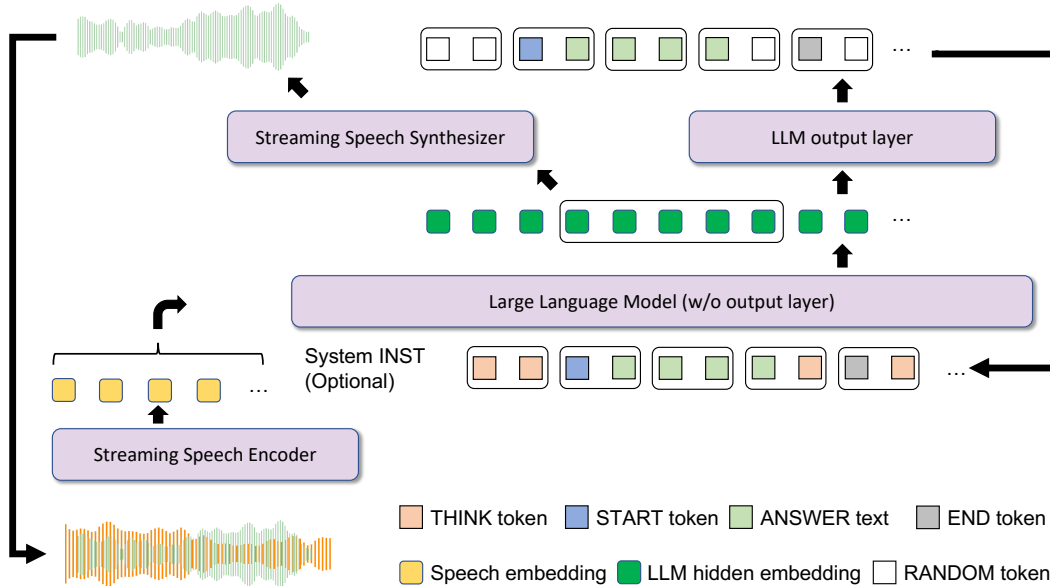 ...
Streaming Speech Synthesizer
LLM output layer
...
Large Language Model (w/o output layer)
System INST
(Optional)
...
...
Streaming Speech Encoder
THINK token
START token
ANSWER text
END token
Speech embedding
LLM hidden embedding
RANDOM token